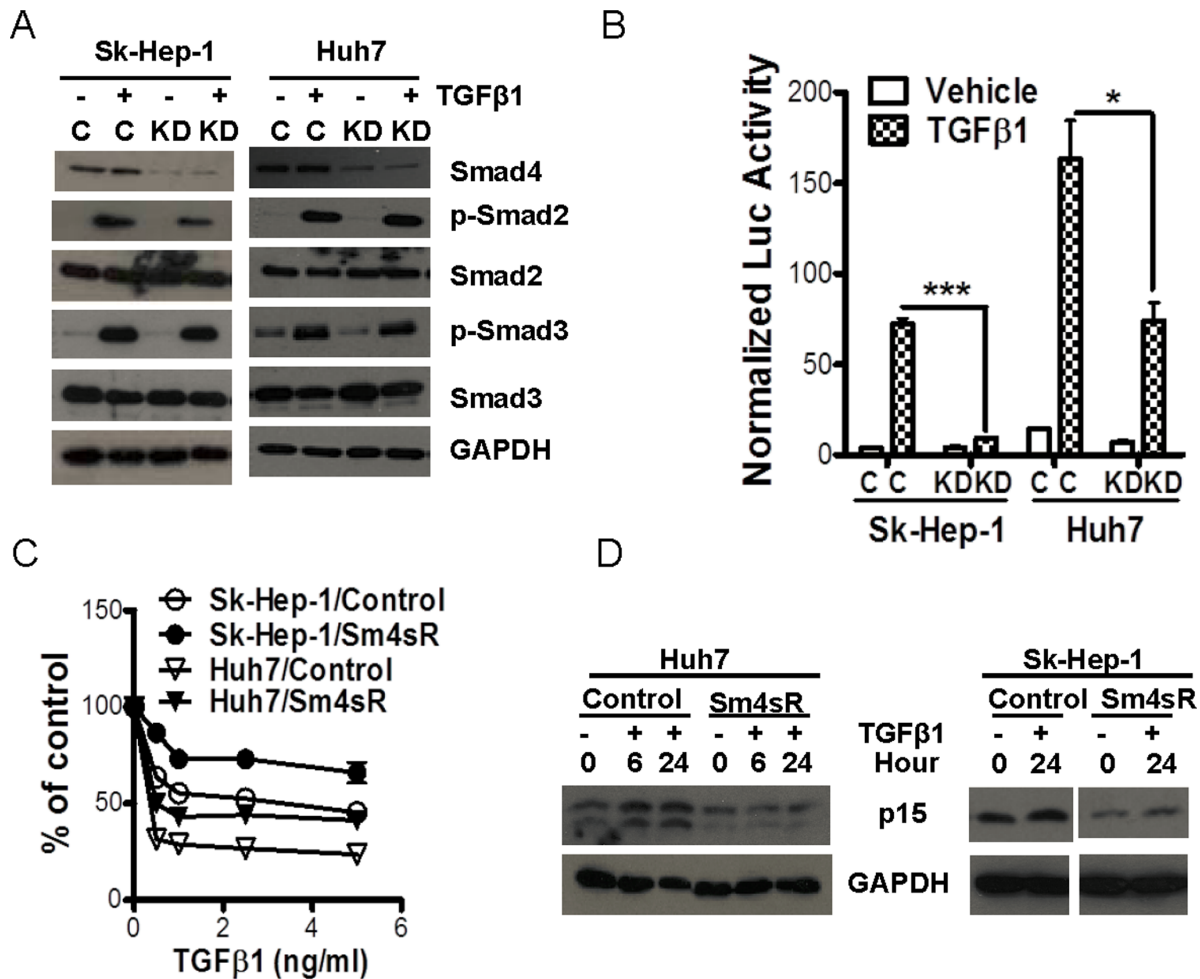 A
Sk-Hep-1 Huh7
- + - + - + - + TGFβ1
C C KD KD C C KD KD
Smad4
p-Smad2
Smad2
p-Smad3
Smad3
GAPDH
B
Normalized Luc Activity
200
150
100
50
0
Vehicle
TGFβ1
***
*
C C KD KD C C KD KD
Sk-Hep-1 Huh7
C
% of control
150
100
50
0
Sk-Hep-1/Control
Sk-Hep-1/Sm4sR
Huh7/Control
Huh7/Sm4sR
0 2 4 6
TGFβ1 (ng/ml)
D
Huh7 Sk-Hep-1
Control Sm4sR Control Sm4sR
- + + - + + TGFβ1 - + - +
0 6 24 0 6 24 Hour 0 24 0 24
p15
GAPDH